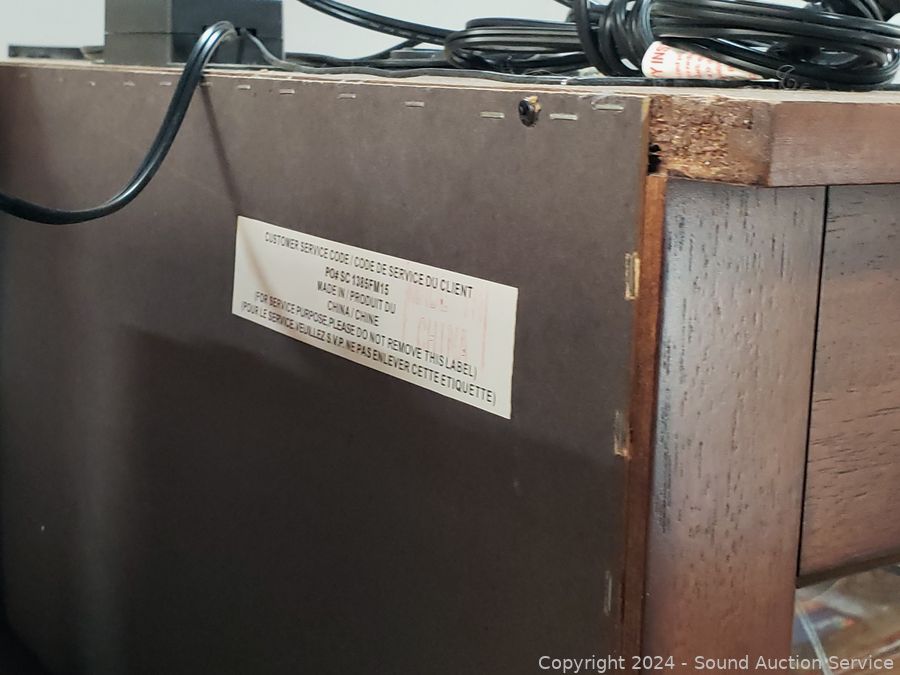 CUSTOMER SERVICE CODE / CODE DE SERVICE DU CLIENT
PO# SC 1385FM15
MADE IN / PRODUIT DU
CHINA / CHINE
FOR SERVICE PURPOSE,PLEASE DO NOT REMOVE THIS LABEL)
(POUR LE SERVICE,VEUILLEZ S.V.P. NE PAS ENLEVER CETTE ETIQUETTE)
CHINA
Copyright © 2024 - Sound Auction Service